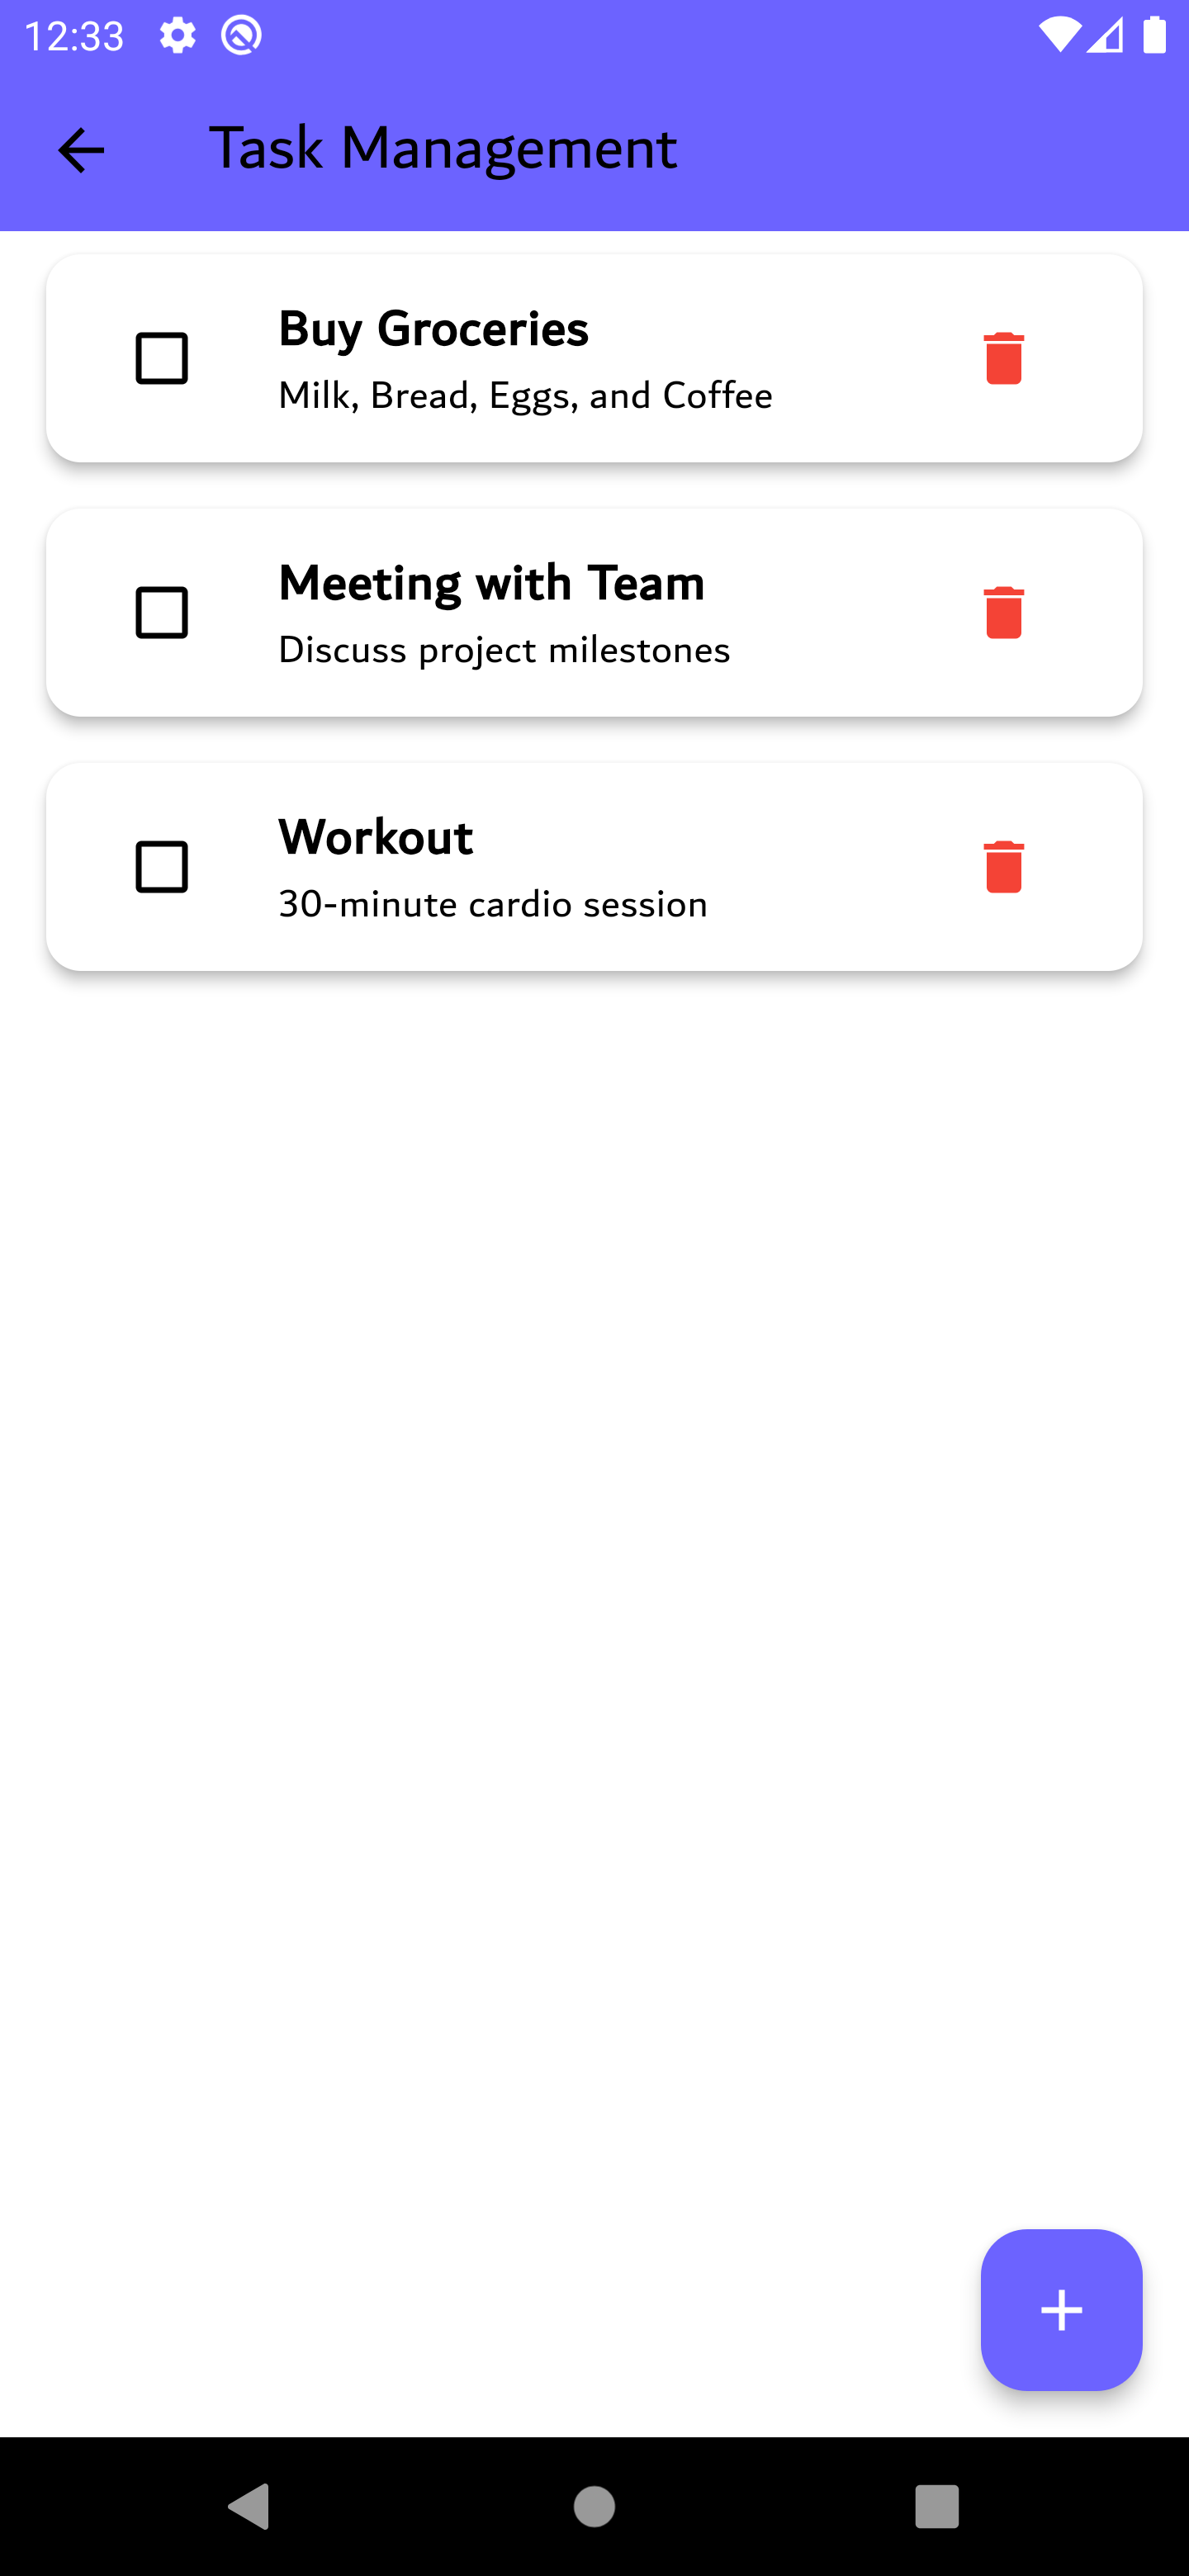 12:33
Task Management
Buy Groceries
Milk, Bread, Eggs, and Coffee
Meeting with Team
Discuss project milestones
Workout
30-minute cardio session